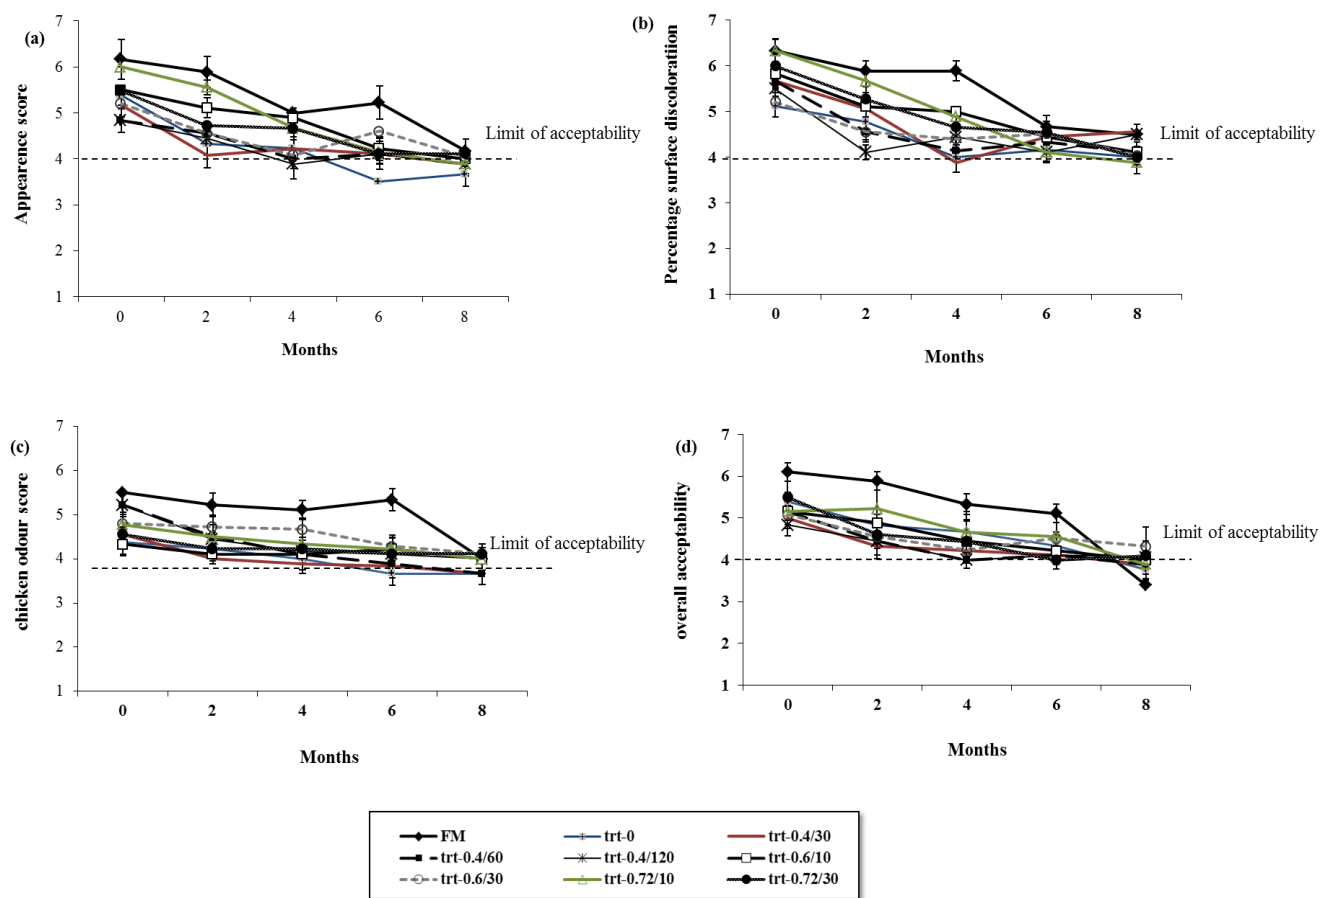 (a)
7
6
5
4
3
2
1
Appearence score
Limit of acceptability
0 2 4 6 8
Months
(b)
7
6
5
4
3
2
1
Percentage surface discoloratiion
Limit of acceptability
0 2 4 6 8
Months
(c)
7
6
5
4
3
2
1
chicken odour score
Limit of acceptability
0 2 4 6 8
Months
(d)
7
6
5
4
3
2
1
overall acceptability
Limit of acceptability
0 2 4 6 8
Months
FM trt-0 trt-0.4/30
trt-0.4/60 trt-0.4/120 trt-0.6/10
trt-0.6/30 trt-0.72/10 trt-0.72/30